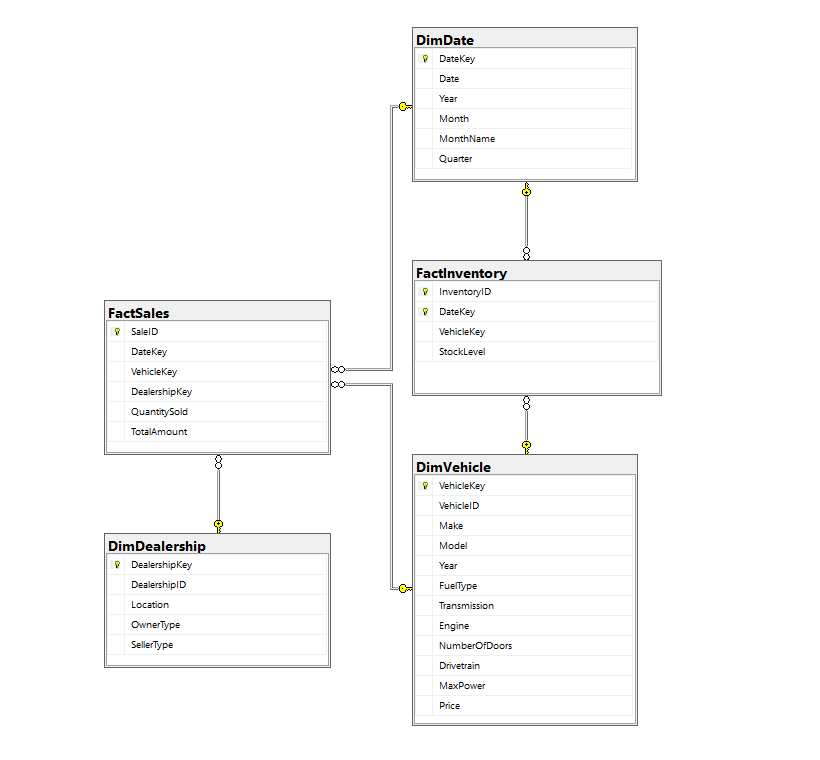 DimDate
DateKey
Date
Year
Month
MonthName
Quarter
FactInventory
InventoryID
DateKey
VehicleKey
StockLevel
FactSales
SaleID
DateKey
VehicleKey
DealershipKey
QuantitySold
TotalAmount
DimVehicle
VehicleKey
VehicleID
Make
Model
Year
FuelType
Transmission
Engine
NumberOfDoors
Drivetrain
MaxPower
Price
DimDealership
DealershipKey
DealershipID
Location
OwnerType
SellerType